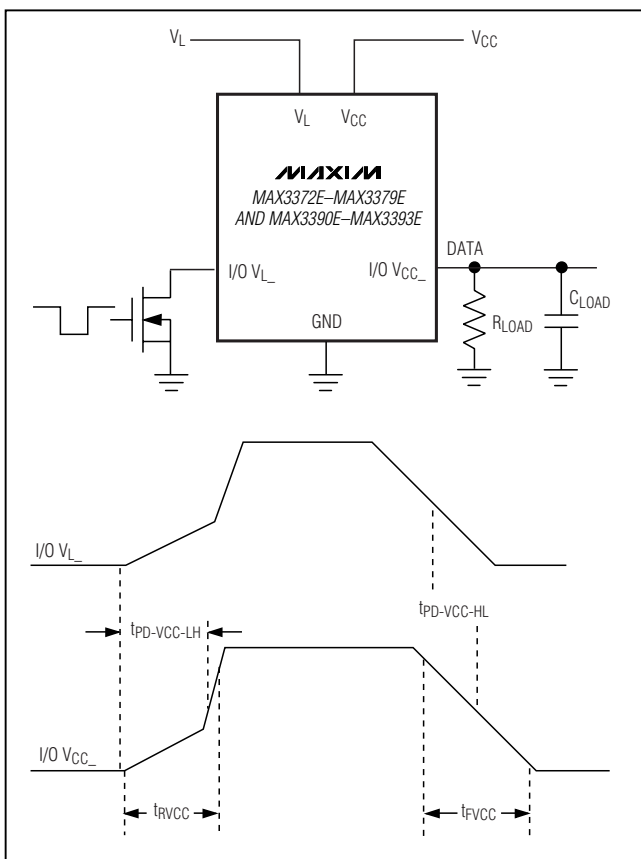 VL VCC
VL VCC
MAXIM
MAX3372E–MAX3379E
AND MAX3390E–MAX3393E
DATA
I/O VL_ I/O VCC_
CLOAD
RLOAD
GND
I/O VL_
tPD-VCC-LH tPD-VCC-HL
I/O VCC_
tRVCC tFVCC